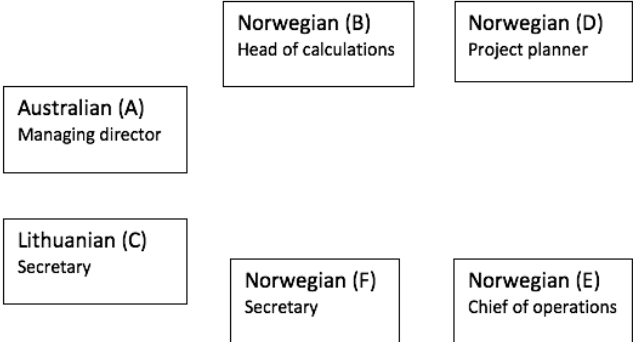 Norwegian (B)
Head of calculations
Norwegian (D)
Project planner
Australian (A)
Managing director
Lithuanian (C)
Secretary
Norwegian (F)
Secretary
Norwegian (E)
Chief of operations